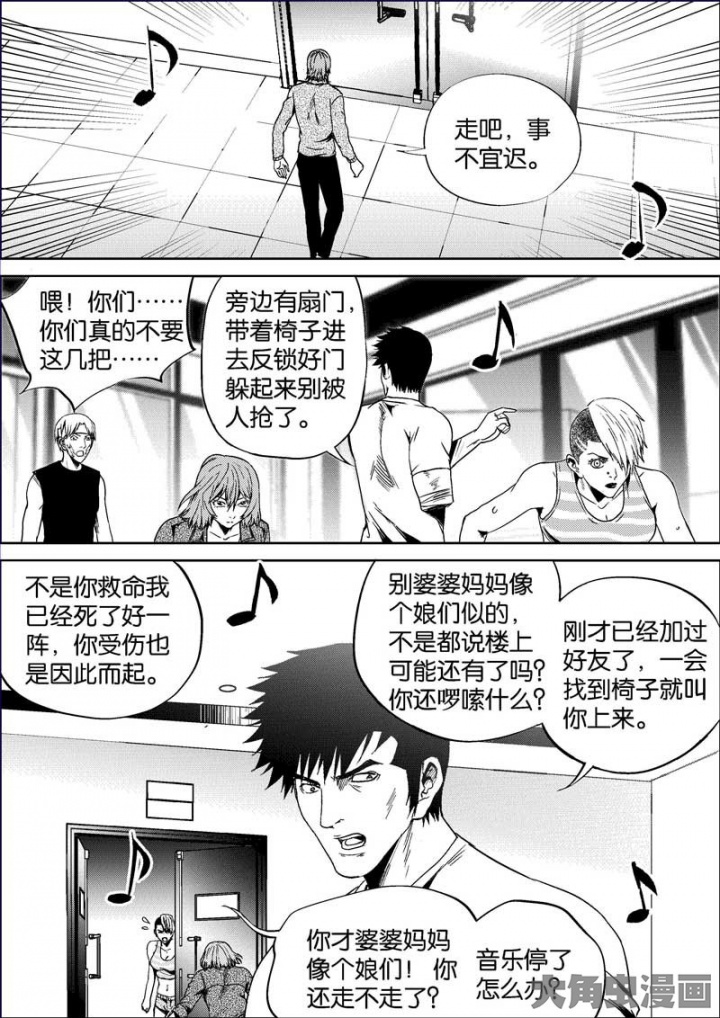 走吧，事
不宜迟。
喂！你们……
你们真的不要
这几把……
旁边有扇门，
带着椅子进
去反锁好门
躲起来别被
人抢了。
不是你救命我
已经死了好一
阵，你受伤也
是因此而起。
别婆婆妈妈像
个娘们似的，
不是都说楼上
可能还有了吗？
你还啰嗦什么？
刚才已经加过
好友了，一会
找到椅子就叫
你上来。
你才婆婆妈妈
像个娘们！你
还走不走了？
音乐停了
怎么办？
大角虫漫画